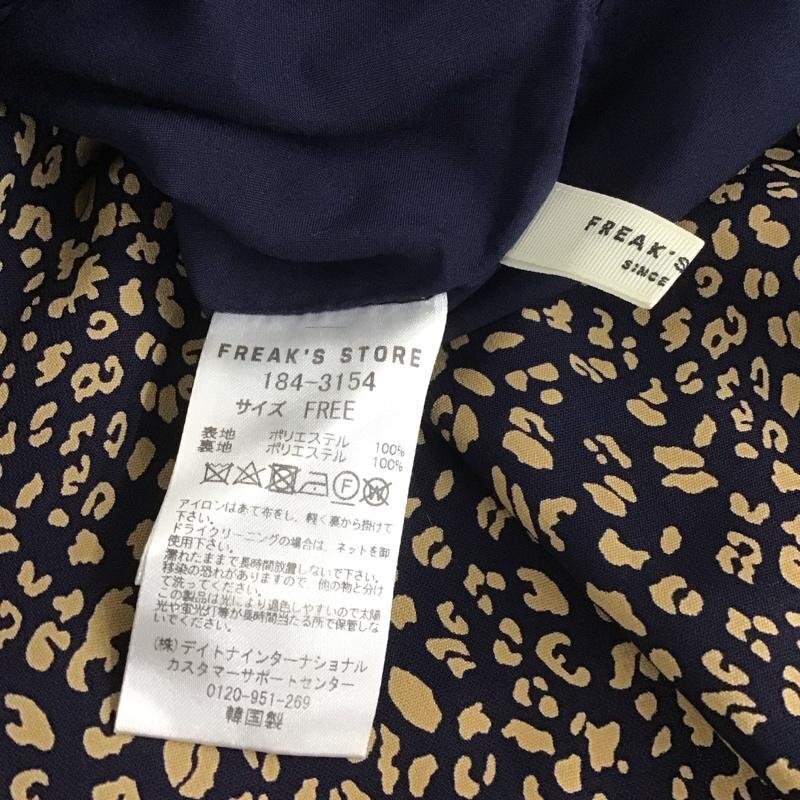 FREAK'S
SINCE
FREAK'S STORE
184-3154
サイズ FREE
表地 ポリエステル 100%
裏地 ポリエステル 100%
アイロンはあて布をし、軽く裏から掛けて
下さい。
ドライクリーニングの場合は、ネットを御
使用下さい。
濡れたままで長時間放置しないで下さい。
移染の恐れがありますので、他の物と分け
て洗ってください。
この製品は光により退色しやすいので太陽
光や蛍光灯等が長時間当たる所で保管しな
いでください。
(株)デイトナインターナショナル
カスタマーサポートセンター
0120-951-269
韓国製